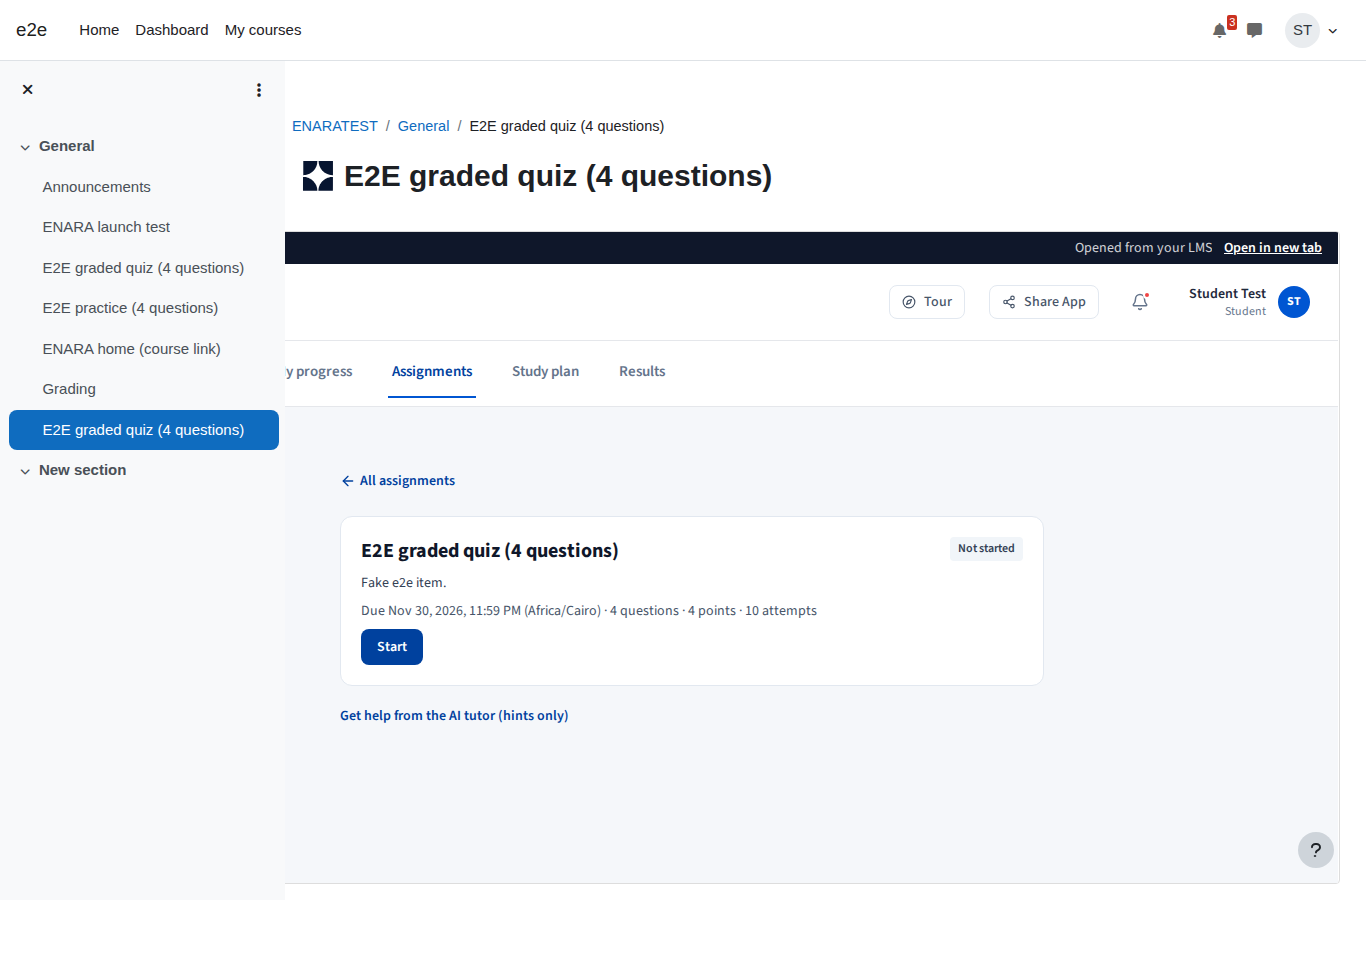 e2e Home Dashboard My courses 3 ST
General
Announcements
ENARA launch test
E2E graded quiz (4 questions)
E2E practice (4 questions)
ENARA home (course link)
Grading
E2E graded quiz (4 questions)
New section
ENARATEST / General / E2E graded quiz (4 questions)
E2E graded quiz (4 questions)
Opened from your LMS Open in new tab
Tour Share App Student Test ST
Student
y progress Assignments Study plan Results
All assignments
E2E graded quiz (4 questions) Not started
Fake e2e item.
Due Nov 30, 2026, 11:59 PM (Africa/Cairo) · 4 questions · 4 points · 10 attempts
Start
Get help from the AI tutor (hints only)
?